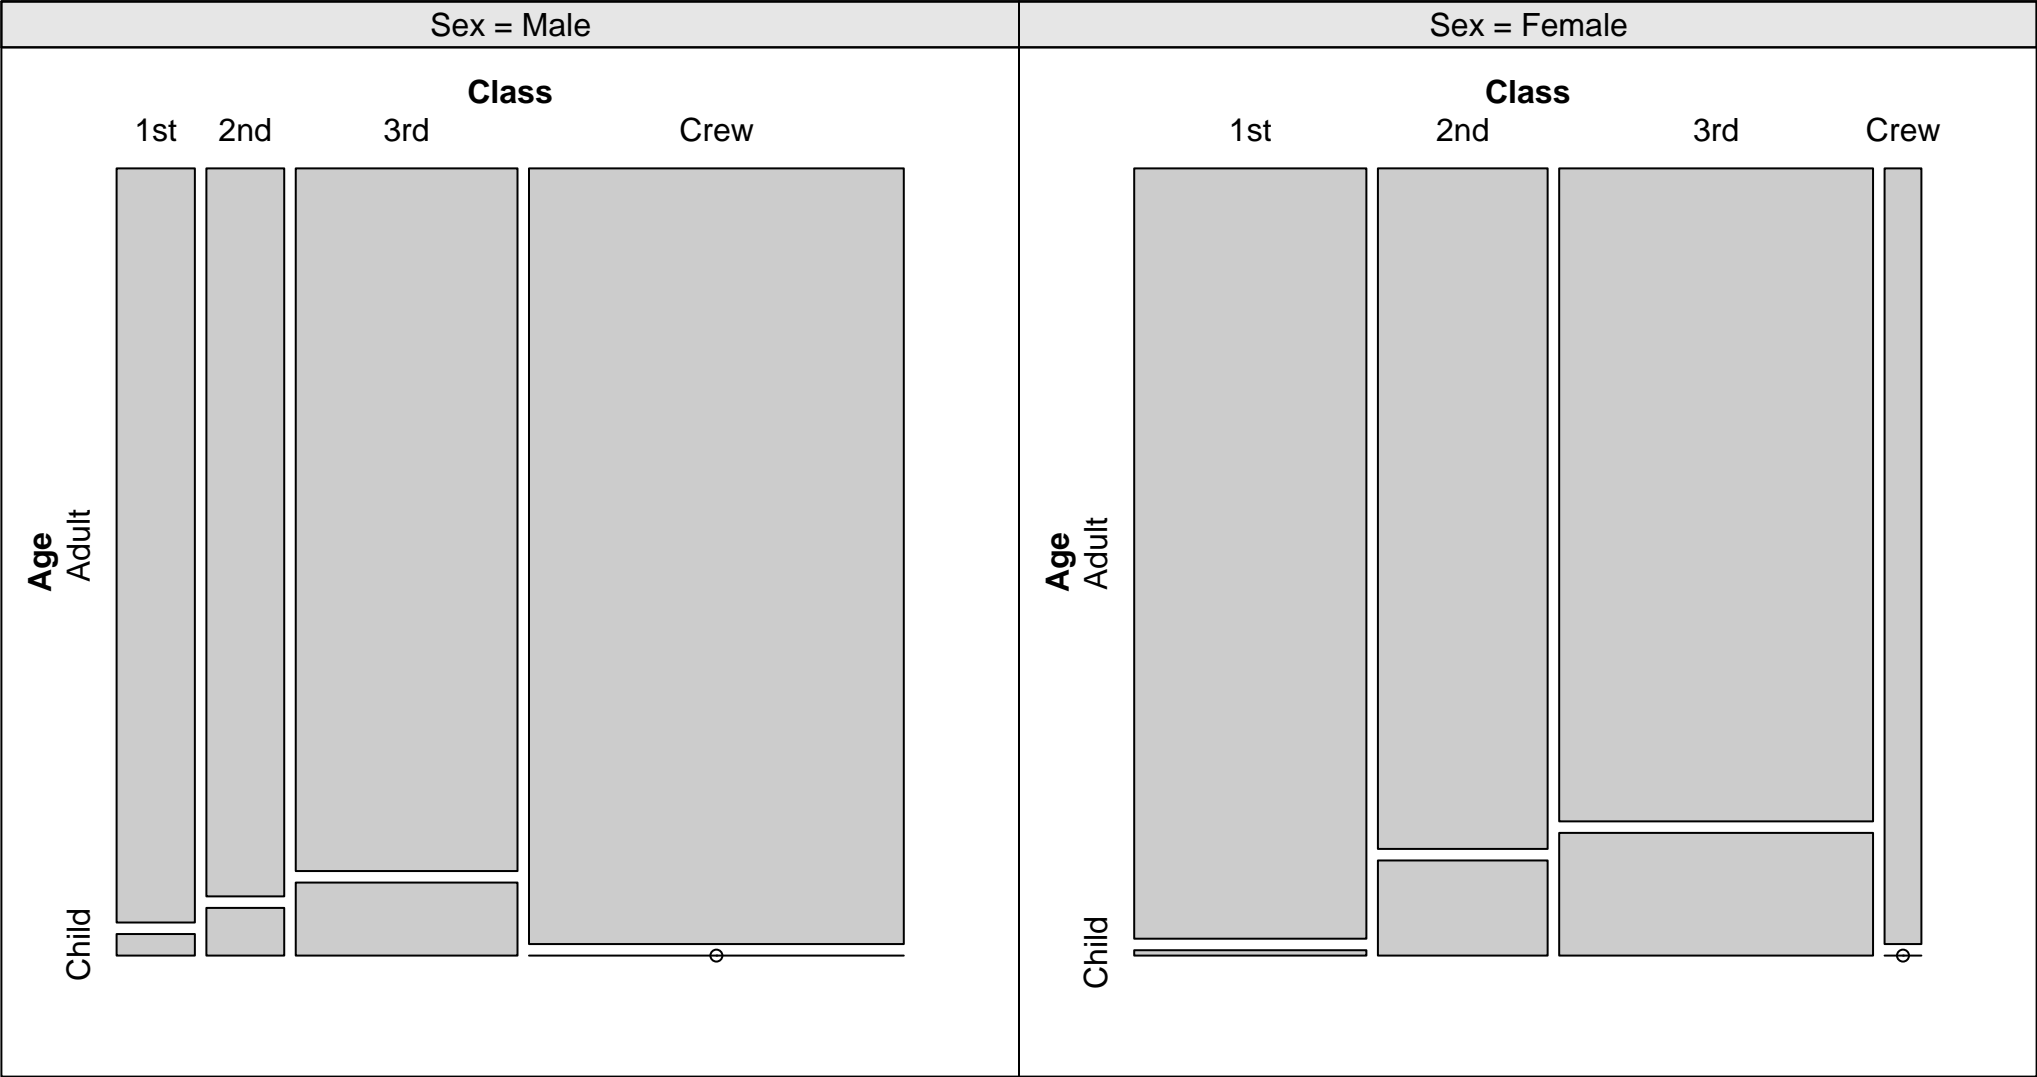 Sex = Male
Class
1st 2nd 3rd Crew
Age
Adult
Child
Sex = Female
Class
1st 2nd 3rd Crew
Age
Adult
Child